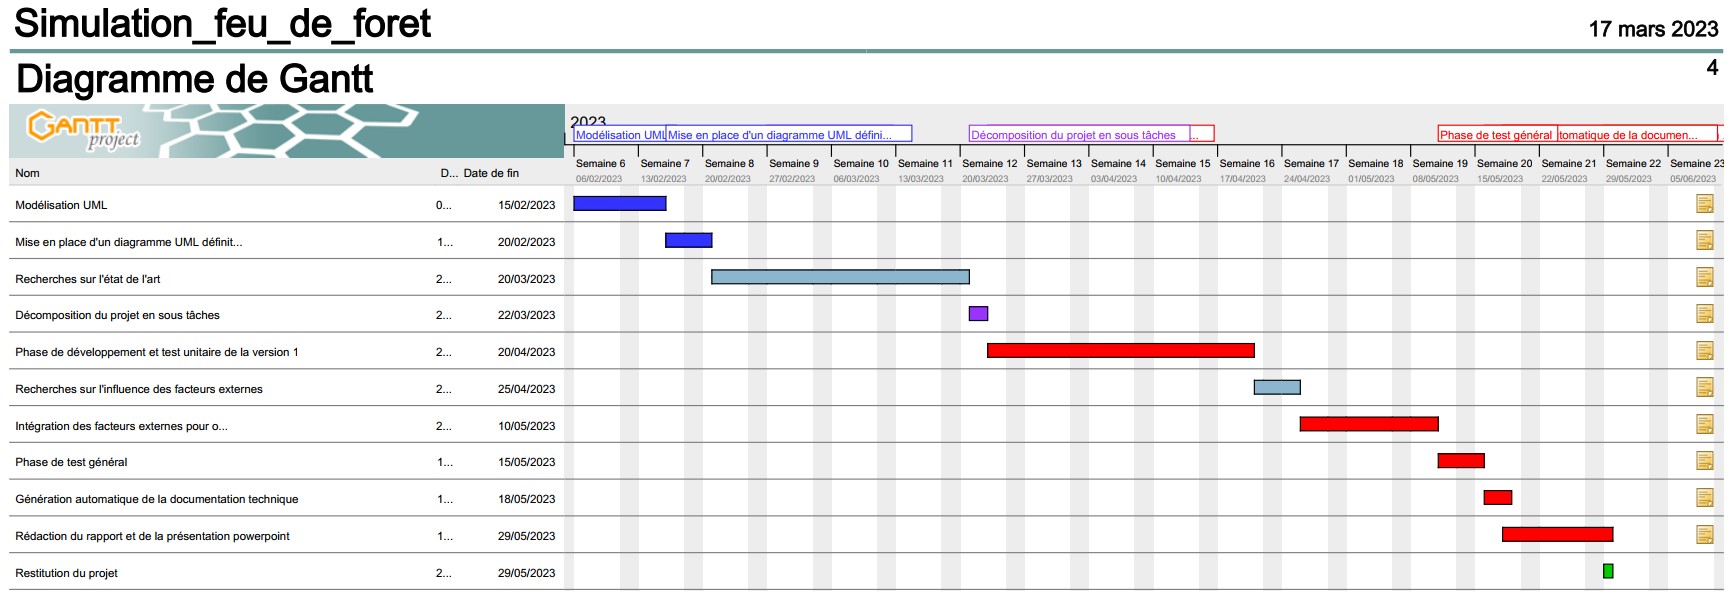 Simulation_feu_de_foret
17 mars 2023
Diagramme de Gantt
4
GANTT project
2023
Modélisation UML Mise en place d'un diagramme UML défini... Décomposition du projet en sous tâches ... Phase de test général tomatique de la documen...
Semaine 6 Semaine 7 Semaine 8 Semaine 9 Semaine 10 Semaine 11 Semaine 12 Semaine 13 Semaine 14 Semaine 15 Semaine 16 Semaine 17 Semaine 18 Semaine 19 Semaine 20 Semaine 21 Semaine 22 Semaine 23
06/02/2023 13/02/2023 20/02/2023 27/02/2023 06/03/2023 13/03/2023 20/03/2023 27/03/2023 03/04/2023 10/04/2023 17/04/2023 24/04/2023 01/05/2023 08/05/2023 15/05/2023 22/05/2023 29/05/2023 05/06/2023
Nom D... Date de fin
Modélisation UML 0... 15/02/2023
Mise en place d'un diagramme UML définit... 1... 20/02/2023
Recherches sur l'état de l'art 2... 20/03/2023
Décomposition du projet en sous tâches 2... 22/03/2023
Phase de développement et test unitaire de la version 1 2... 20/04/2023
Recherches sur l'influence des facteurs externes 2... 25/04/2023
Intégration des facteurs externes pour o... 2... 10/05/2023
Phase de test général 1... 15/05/2023
Génération automatique de la documentation technique 1... 18/05/2023
Rédaction du rapport et de la présentation powerpoint 1... 29/05/2023
Restitution du projet 2... 29/05/2023